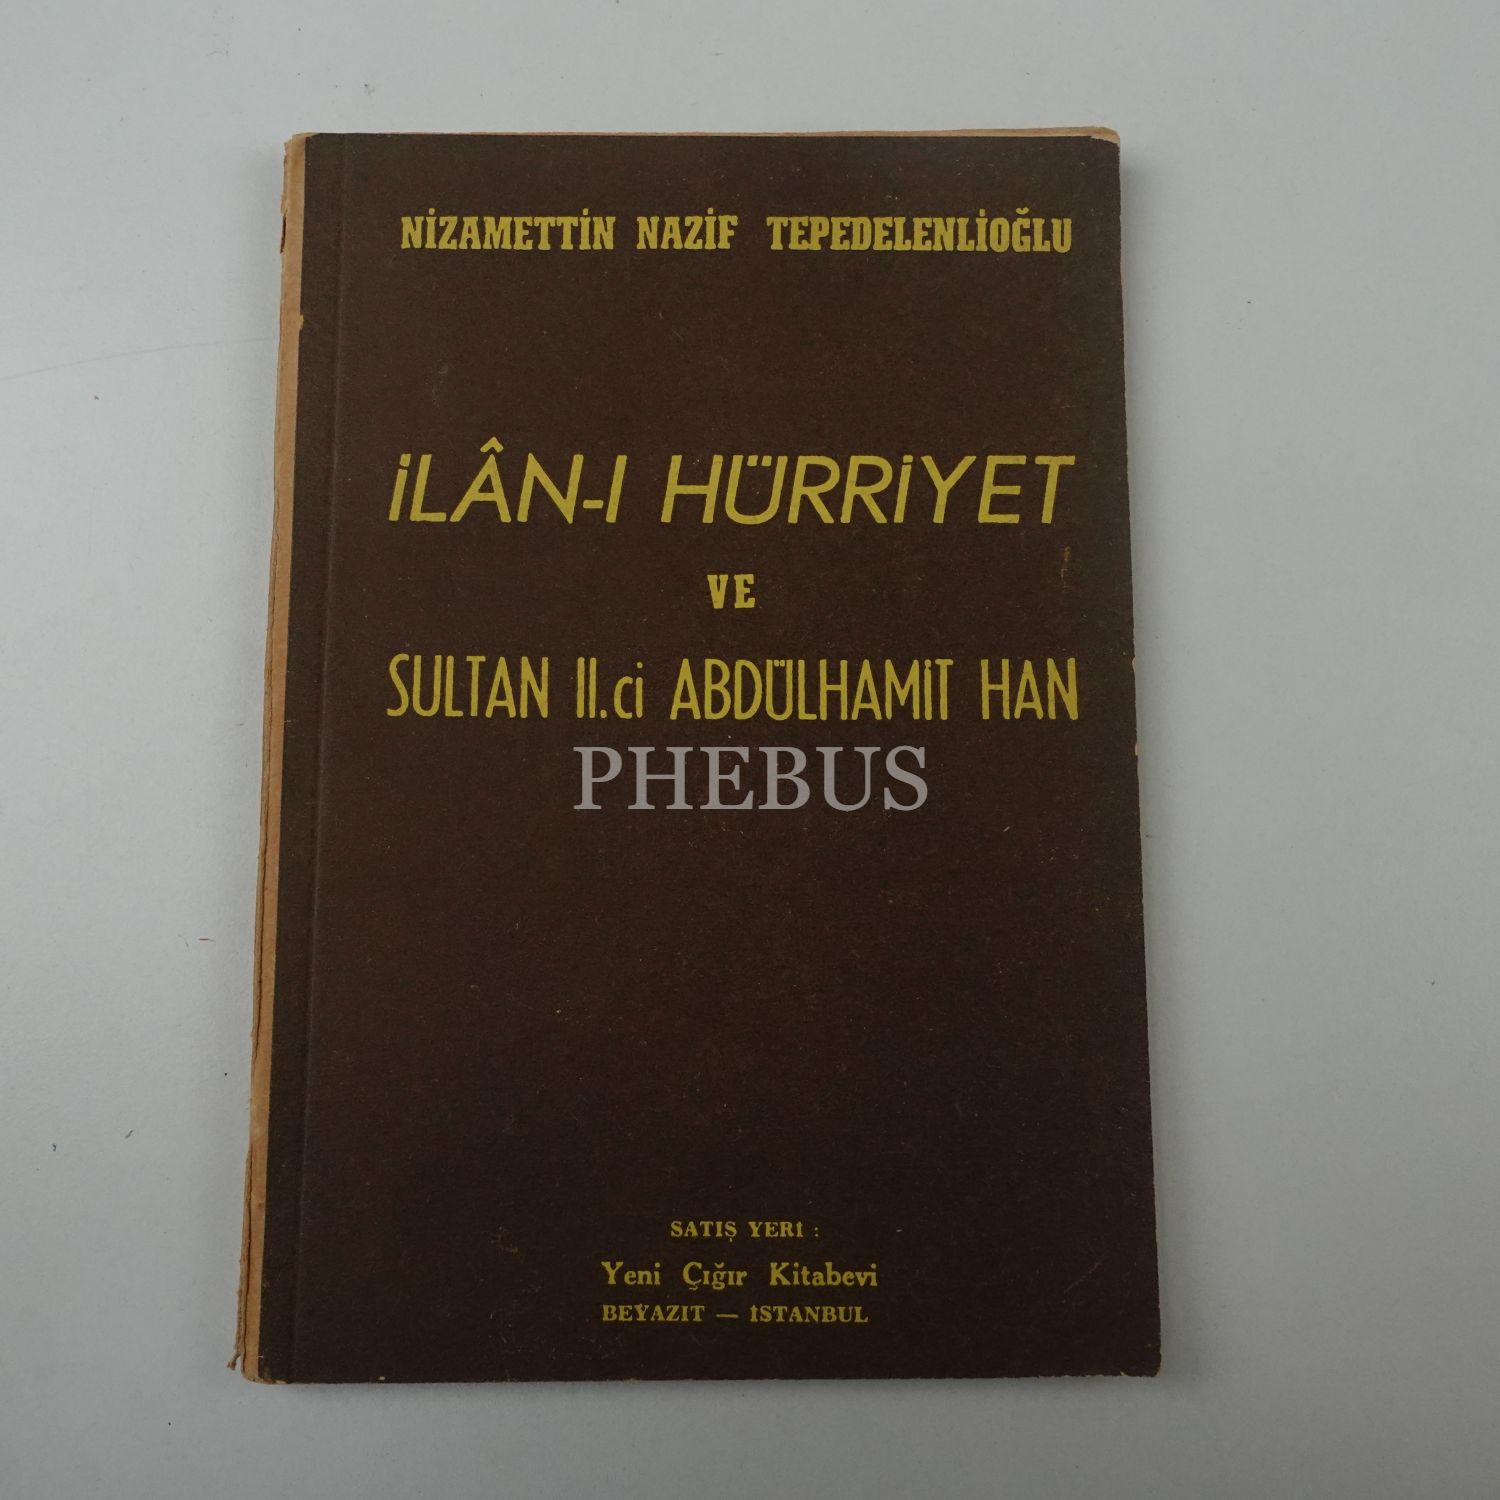 NİZAMETTİN NAZİF TEPEDELENLİOĞLU
İLÂN-I HÜRRİYET
VE
SULTAN II.ci ABDÜLHAMİT HAN
PHEBUS
SATIŞ YERİ :
Yeni Çığır Kitabevi
BEYAZIT — İSTANBUL